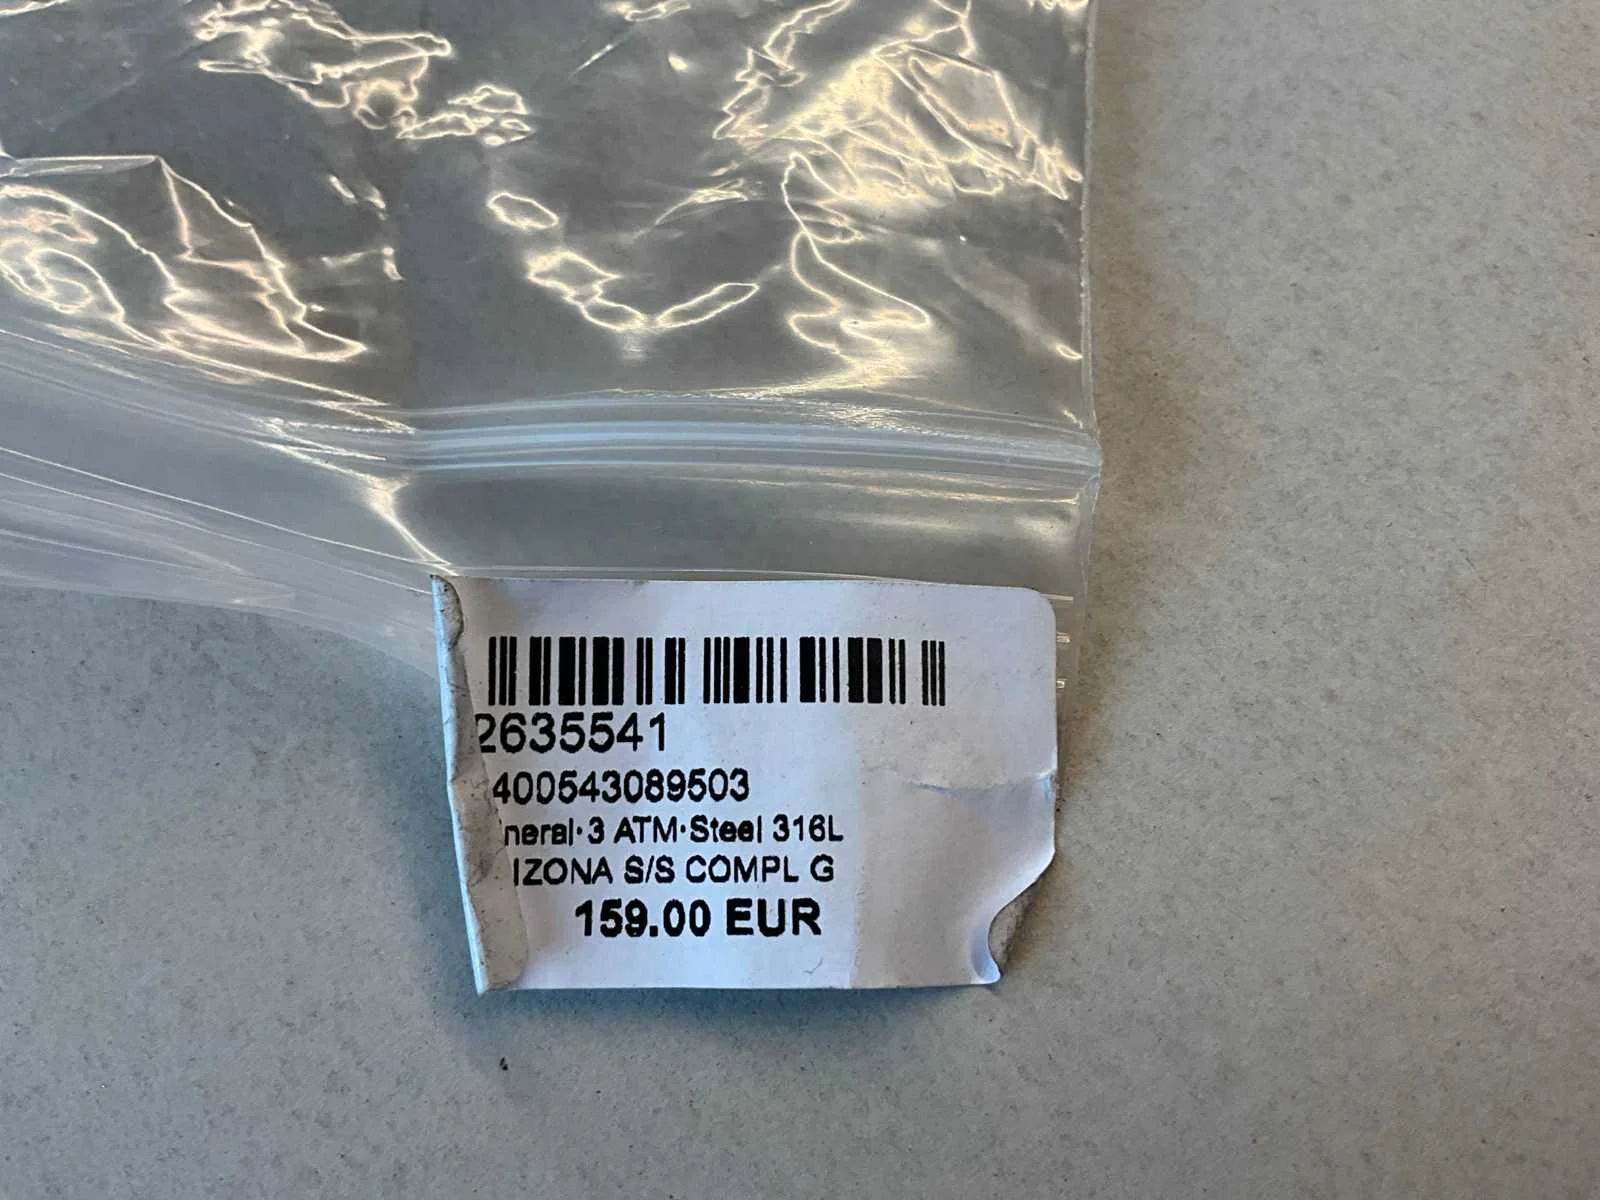 2635541
400543089503
neral·3 ATM·Steel 316L
IZONA S/S COMPL G
159.00 EUR